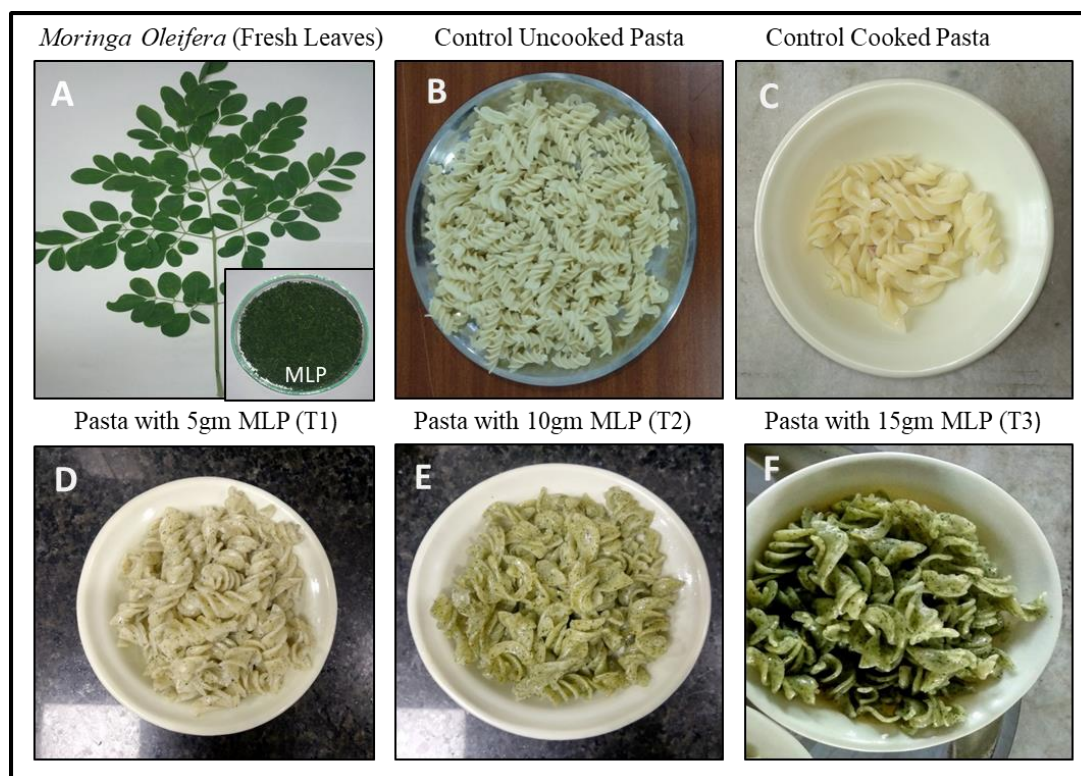 Moringa Oleifera (Fresh Leaves)
Control Uncooked Pasta
Control Cooked Pasta
A
B
C
MLP
Pasta with 5gm MLP (T1)
Pasta with 10gm MLP (T2)
Pasta with 15gm MLP (T3)
D
E
F